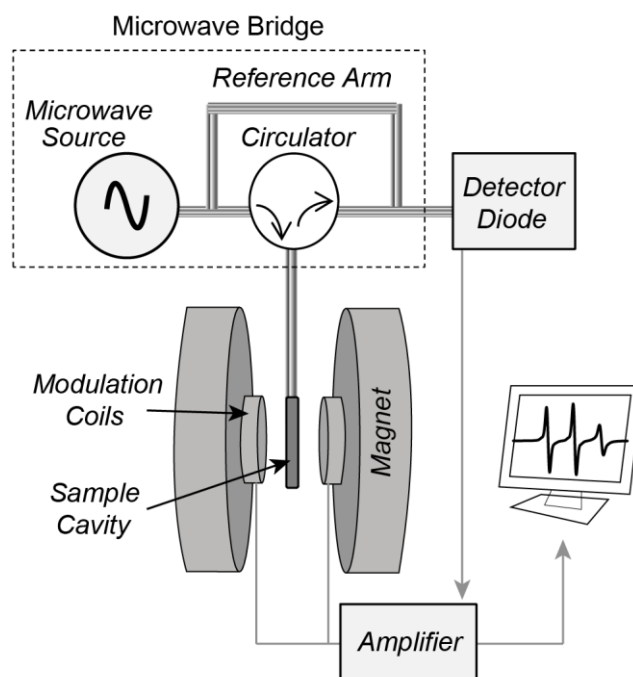 Microwave Bridge
Reference Arm
Microwave
Source
Circulator
Detector
Diode
Modulation
Coils
Magnet
Sample
Cavity
Amplifier